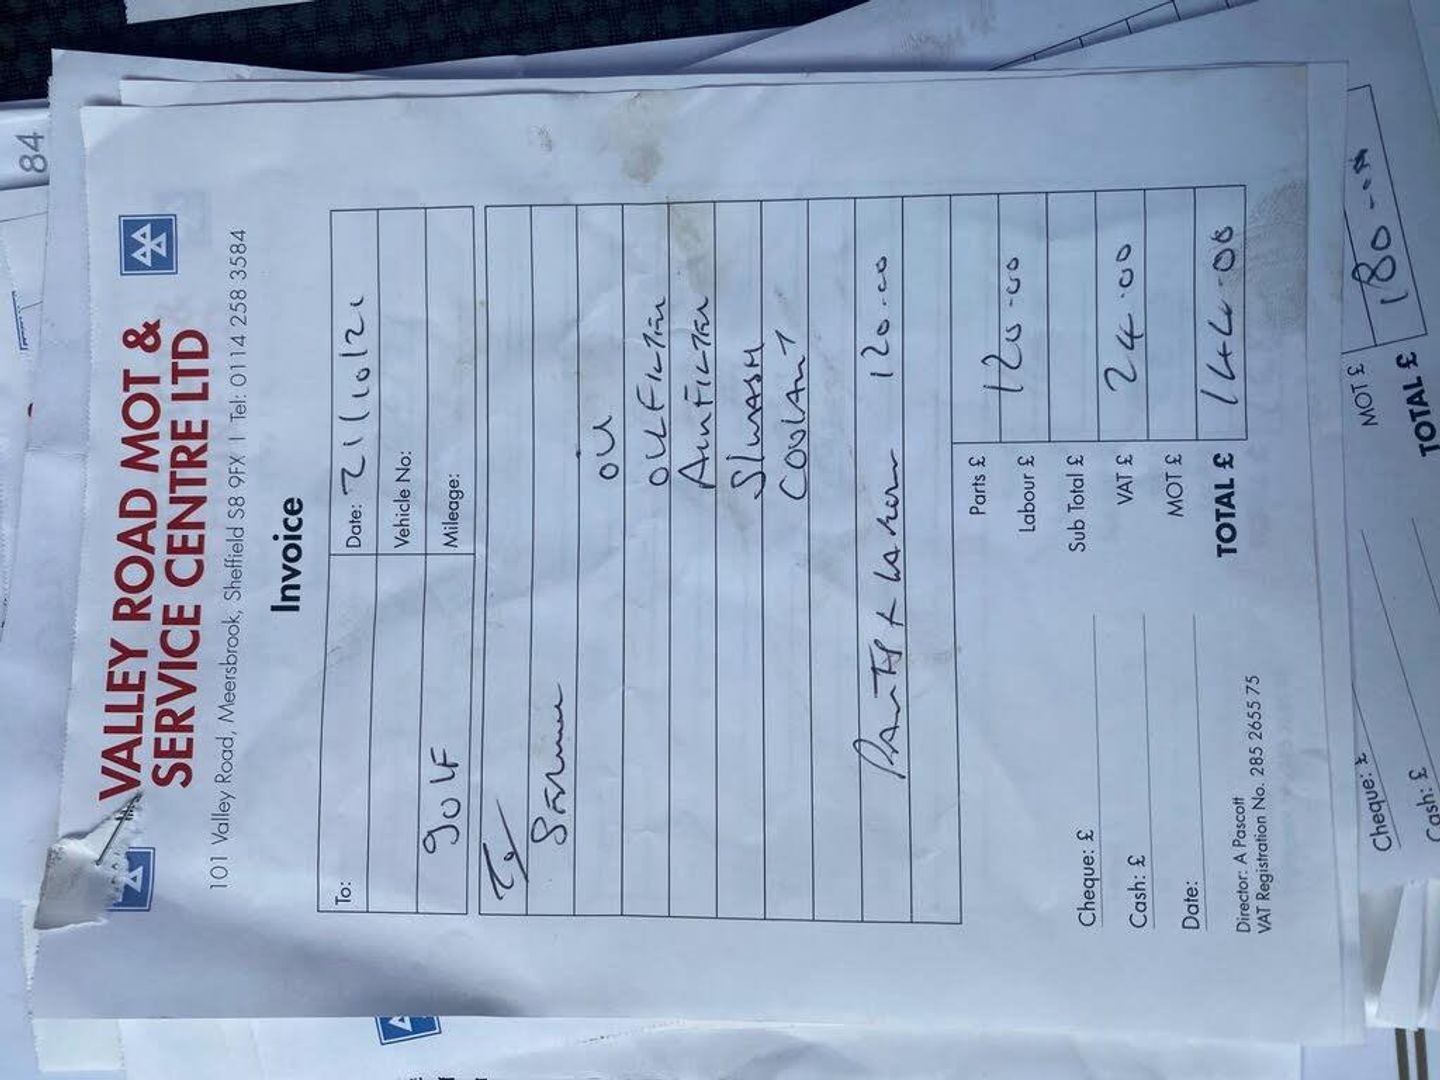 VALLEY ROAD MOT &
SERVICE CENTRE LTD
101 Valley Road, Meersbrook, Sheffield S8 9FX | Tel: 0114 258 3584
Invoice
To:
Date: 21/10/21
Vehicle No:
GOLF
Mileage:
To/
Service
OIL
OIL FILTER
AIR FILTER
S/WASH
COOLANT
PARTS + LABOUR 120.00
Parts £
Labour £ 120-00
Sub Total £
VAT £ 24.00
MOT £
TOTAL £ 144-00
Cheque: £
Cash: £
Date:
Director: A Pascott
VAT Registration No. 285 2655 75
84
MOT £
TOTAL £ 180-00
Cheque: £
Cash: £